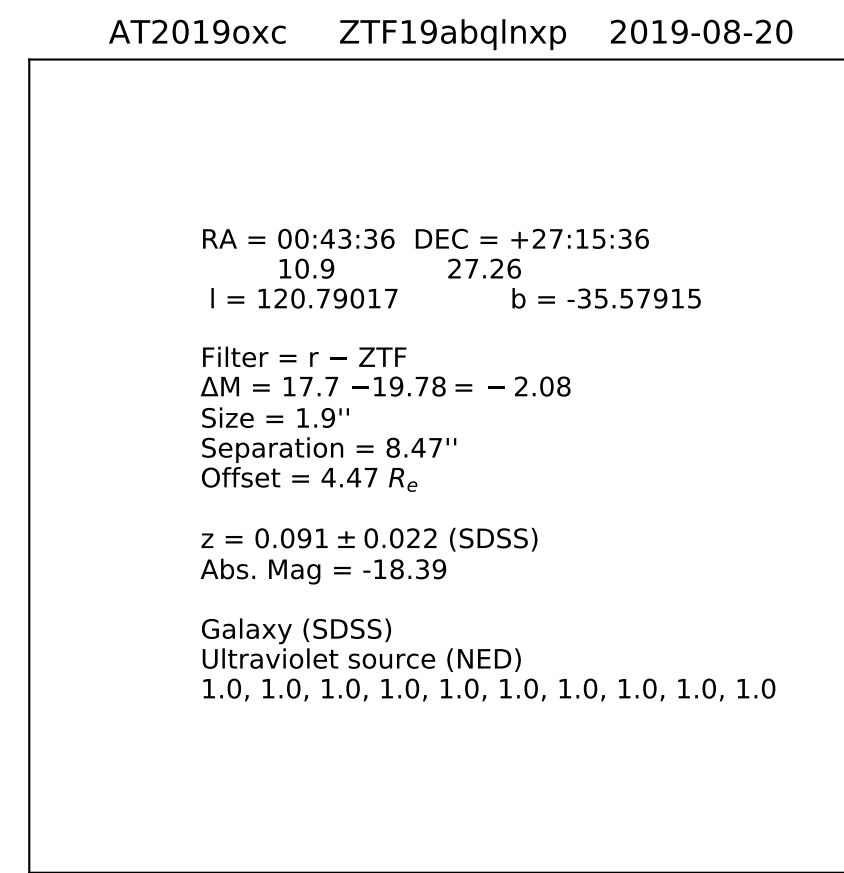 AT2019oxc ZTF19abqlnxp 2019-08-20
RA = 00:43:36 DEC = +27:15:36
10.9 27.26
l = 120.79017 b = -35.57915
Filter = r − ZTF
ΔM = 17.7 −19.78 = − 2.08
Size = 1.9''
Separation = 8.47''
Offset = 4.47 Re
z = 0.091 ± 0.022 (SDSS)
Abs. Mag = -18.39
Galaxy (SDSS)
Ultraviolet source (NED)
1.0, 1.0, 1.0, 1.0, 1.0, 1.0, 1.0, 1.0, 1.0, 1.0